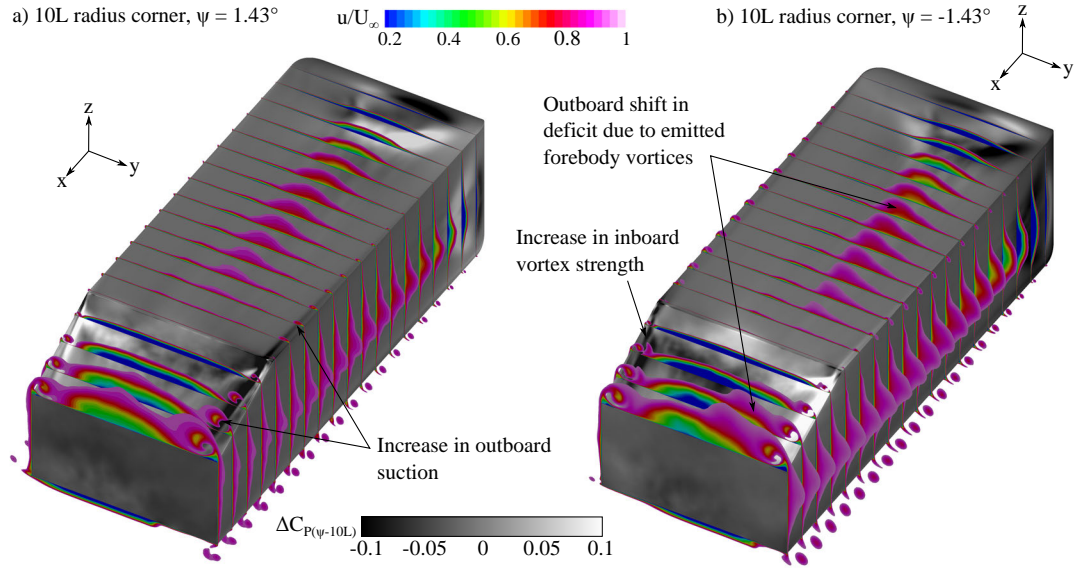 a) 10L radius corner, ψ = 1.43°
u/U∞
0.2 0.4 0.6 0.8 1
b) 10L radius corner, ψ = -1.43°
z
y
x
z
y
x
Outboard shift in
deficit due to emitted
forebody vortices
Increase in inboard
vortex strength
Increase in outboard
suction
ΔCP(ψ-10L)
-0.1 -0.05 0 0.05 0.1